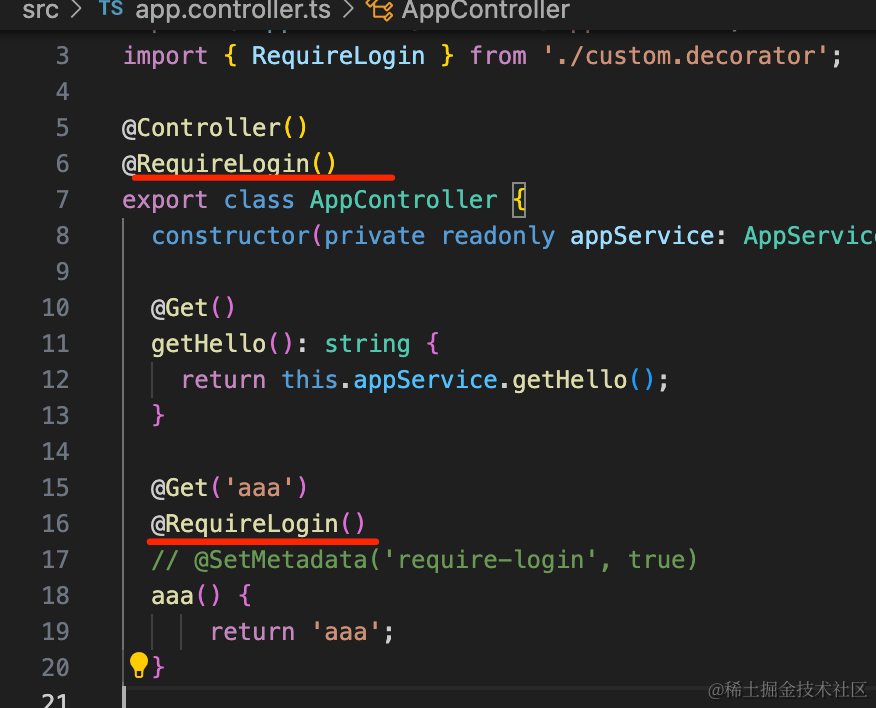 src > TS app.controller.ts > AppController
3 import { RequireLogin } from './custom.decorator';
4
5 @Controller()
6 @RequireLogin()
7 export class AppController {
8 constructor(private readonly appService: AppService
9
10 @Get()
11 getHello(): string {
12 return this.appService.getHello();
13 }
14
15 @Get('aaa')
16 @RequireLogin()
17 // @SetMetadata('require-login', true)
18 aaa() {
19 return 'aaa';
20 }
21
@稀土掘金技术社区